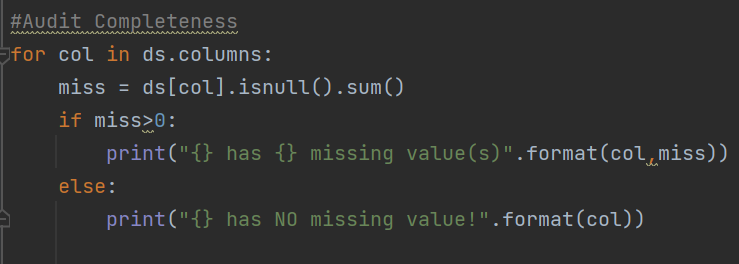 #Audit Completeness
for col in ds.columns:
    miss = ds[col].isnull().sum()
    if miss>0:
        print("{} has {} missing value(s)".format(col,miss))
    else:
        print("{} has NO missing value!".format(col))